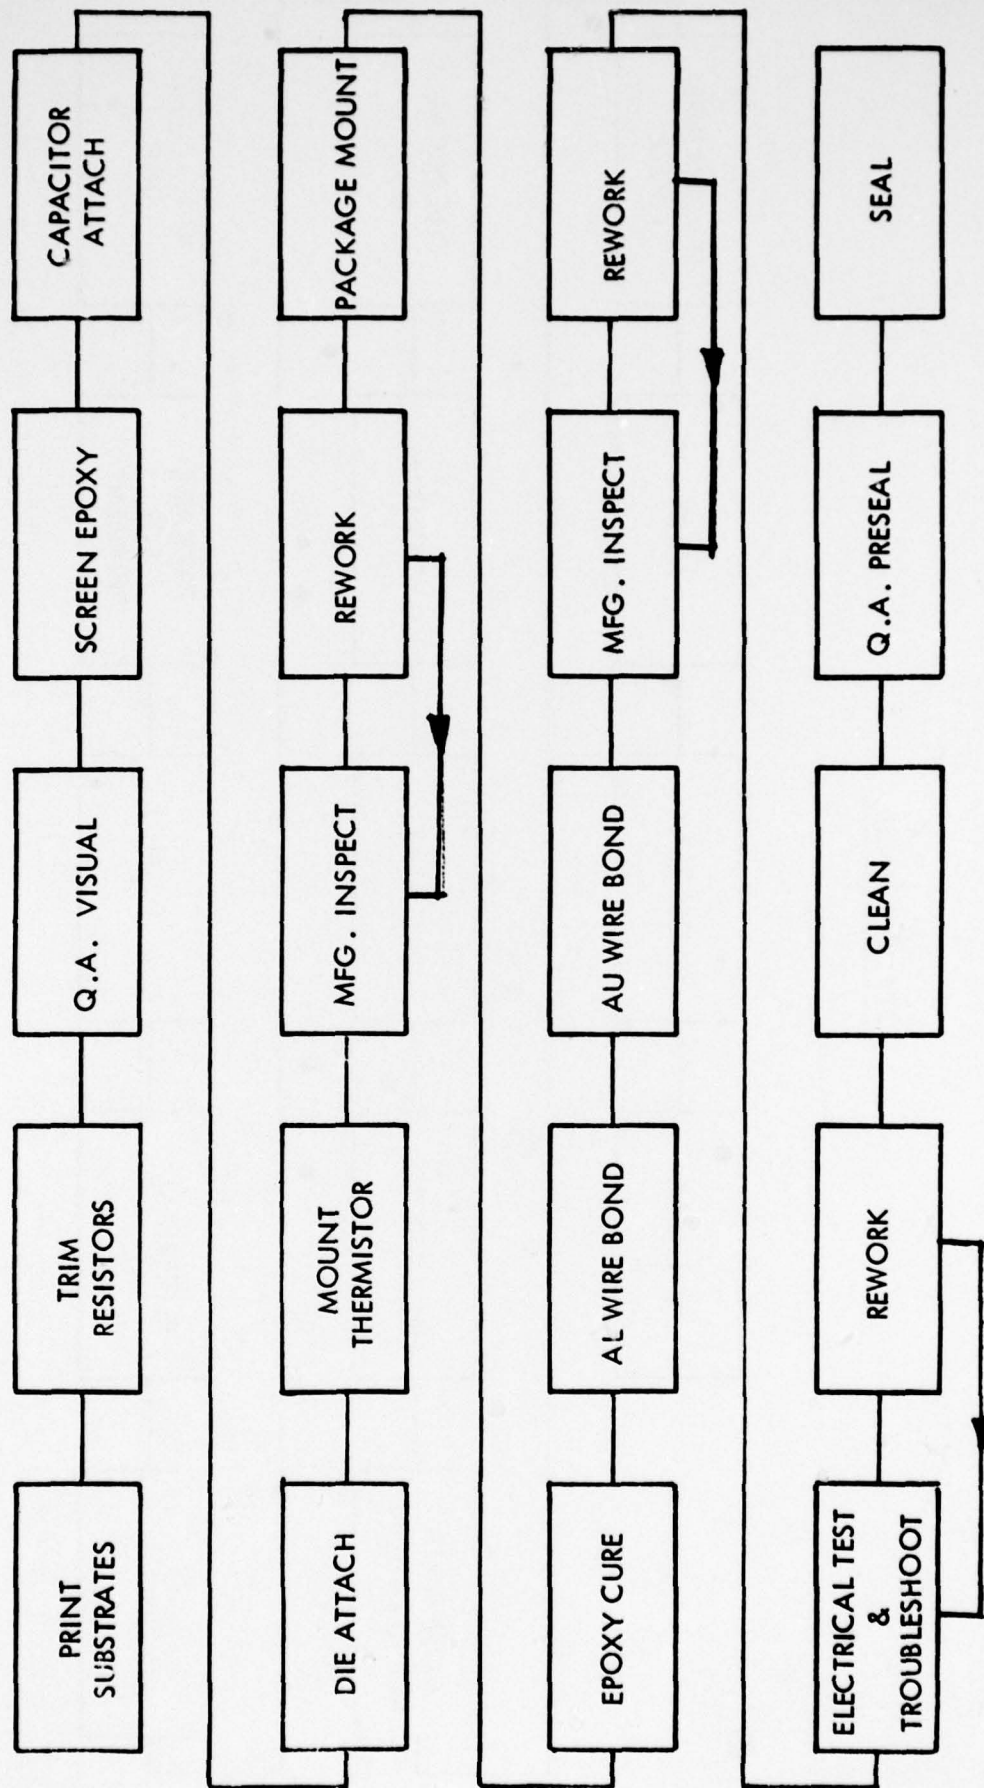 PRINT
SUBSTRATES
TRIM
RESISTORS
Q.A. VISUAL
SCREEN EPOXY
CAPACITOR
ATTACH
DIE ATTACH
MOUNT
THERMISTOR
MFG. INSPECT
REWORK
PACKAGE MOUNT
EPOXY CURE
AL WIRE BOND
AU WIRE BOND
MFG. INSPECT
REWORK
ELECTRICAL TEST
&
TROUBLESHOOT
REWORK
CLEAN
Q.A. PRESEAL
SEAL